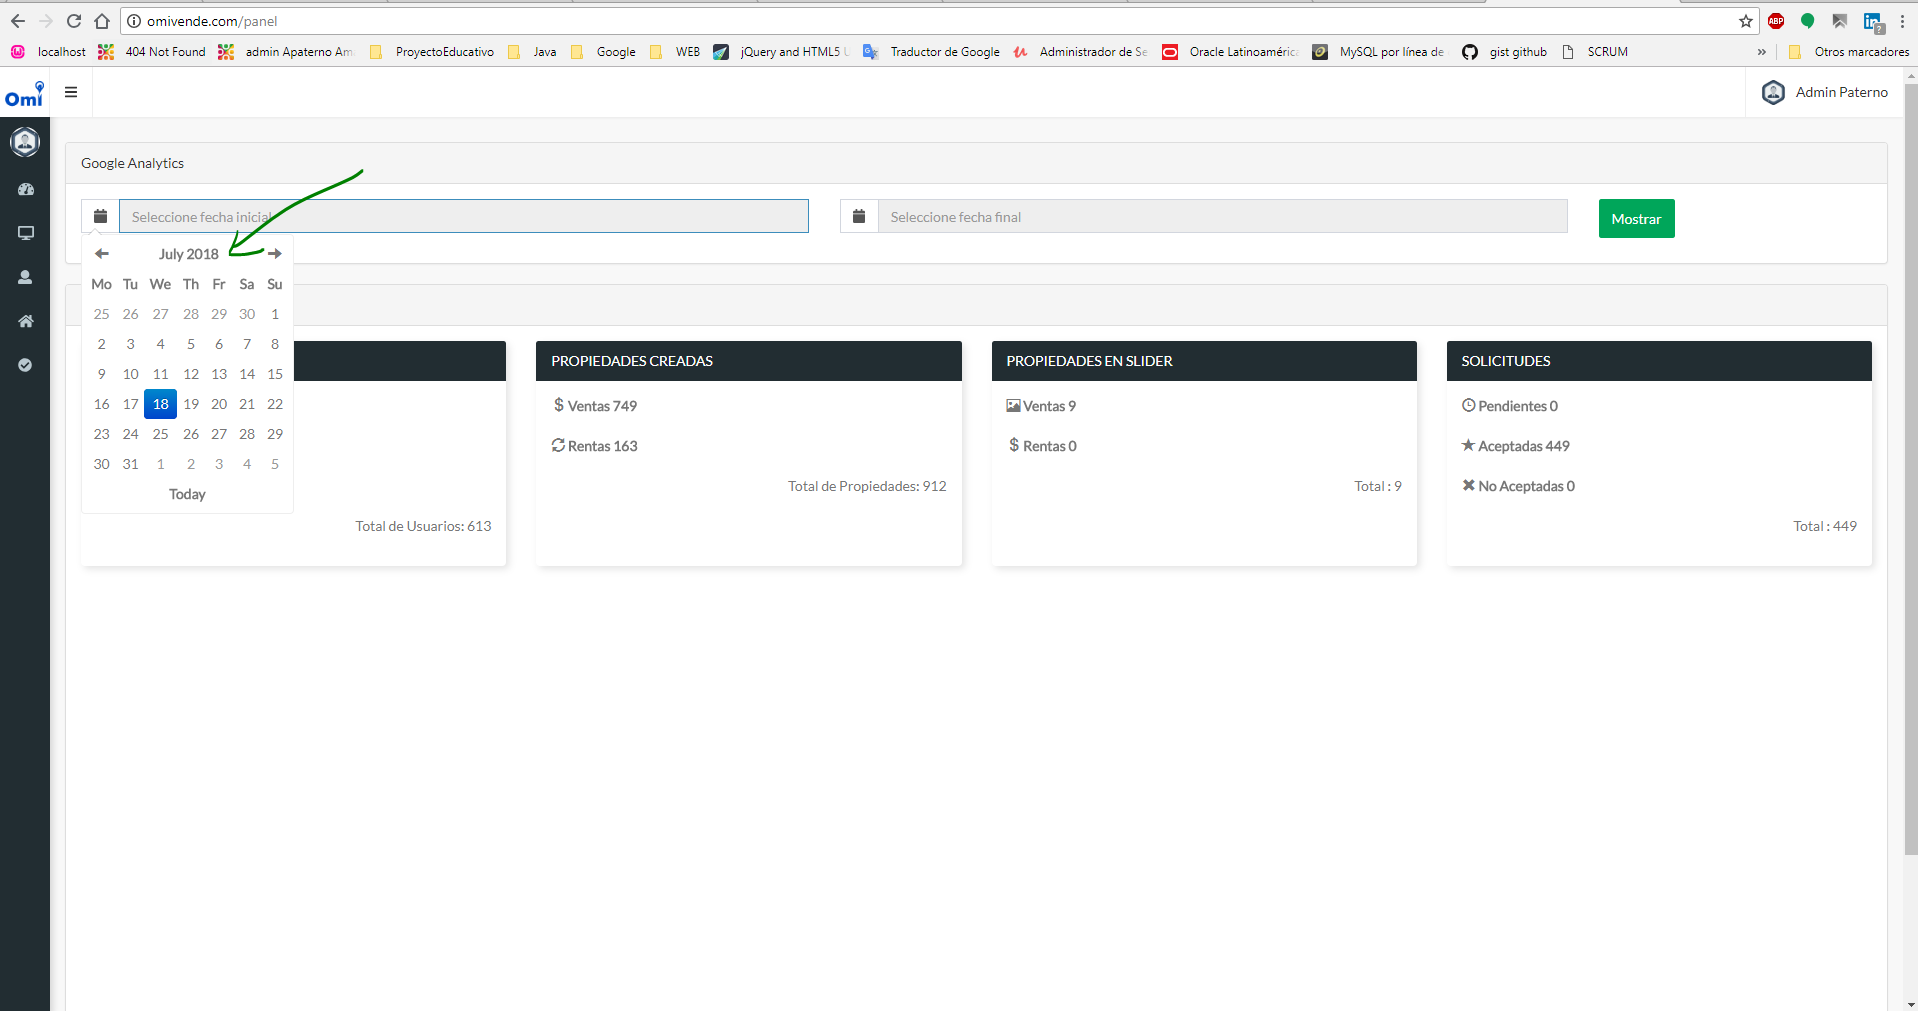 omivende.com/panel
localhost 404 Not Found admin Apaterno Am ProyectoEducativo Java Google WEB jQuery and HTML5 Traductor de Google Administrador de Se Oracle Latinoaméric MySQL por línea de gist github SCRUM » Otros marcadores
Omi Admin Paterno
Google Analytics
Seleccione fecha inicial Seleccione fecha final Mostrar
July 2018
Mo Tu We Th Fr Sa Su
25 26 27 28 29 30 1
2 3 4 5 6 7 8
9 10 11 12 13 14 15
16 17 18 19 20 21 22
23 24 25 26 27 28 29
30 31 1 2 3 4 5
Today
Total de Usuarios: 613
PROPIEDADES CREADAS
$ Ventas 749
Rentas 163
Total de Propiedades: 912
PROPIEDADES EN SLIDER
Ventas 9
$ Rentas 0
Total : 9
SOLICITUDES
Pendientes 0
Aceptadas 449
No Aceptadas 0
Total : 449
ABP
in
?